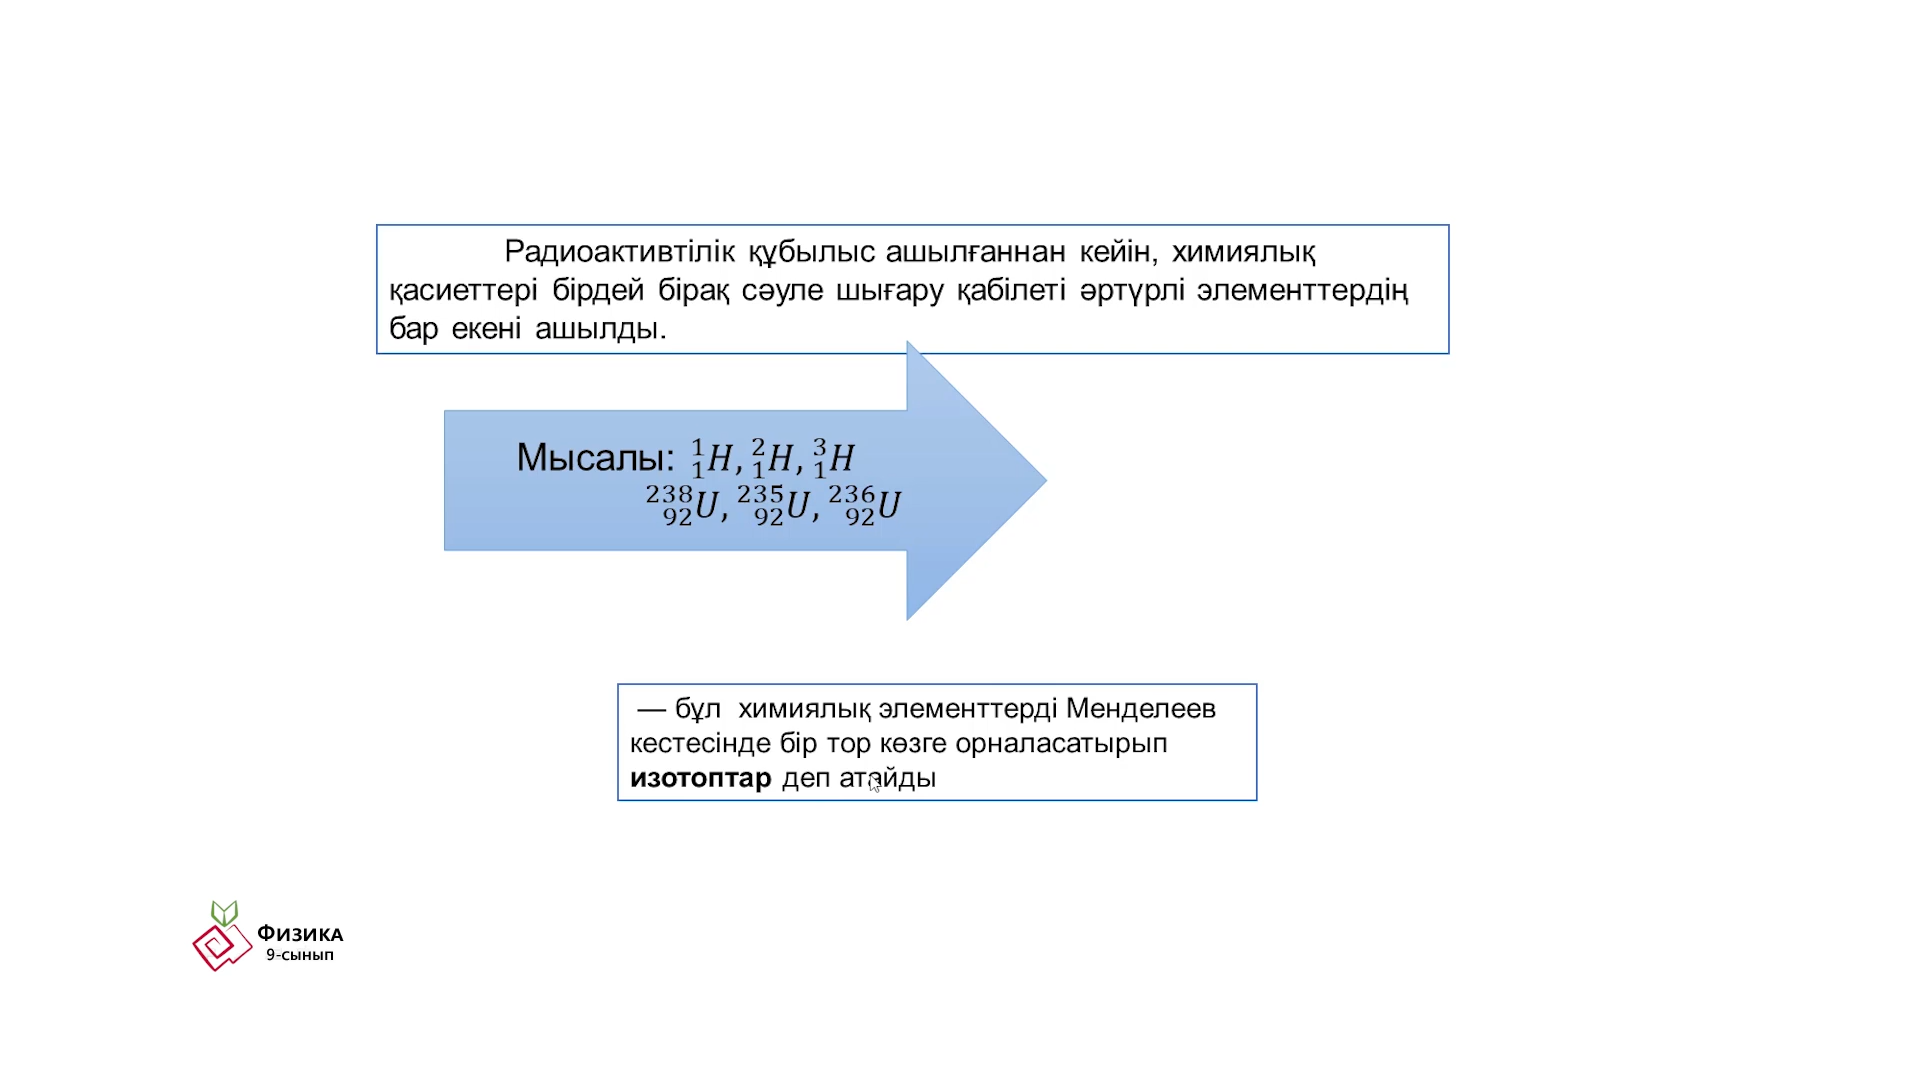 Радиоактивтілік құбылыс ашылғаннан кейін, химиялық
қасиеттері бірдей бірақ сәуле шығару қабілеті әртүрлі элементтердің
бар екені ашылды.
Мысалы: ¹₁H, ²₁H, ³₁H
²³⁸₉₂U, ²³⁵₉₂U, ²³⁶₉₂U
— бұл химиялық элементтерді Менделеев
кестесінде бір тор көзге орналасатырып
изотоптар деп атайды
Физика
9-сынып